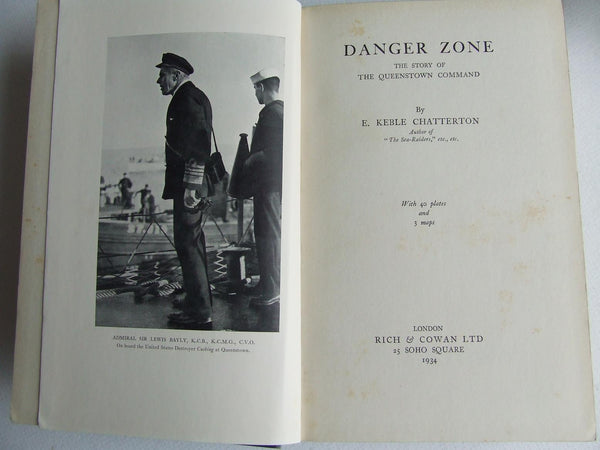 ADMIRAL SIR LEWIS BAYLY, K.C.B., K.C.M.G., C.V.O.
On board the United States Destroyer Cushing at Queenstown.
DANGER ZONE
THE STORY OF
THE QUEENSTOWN COMMAND
By
E. KEBLE CHATTERTON
Author of
"The Sea-Raiders," etc., etc.
With 40 plates
and
3 maps
LONDON
RICH & COWAN LTD
25 SOHO SQUARE
1934